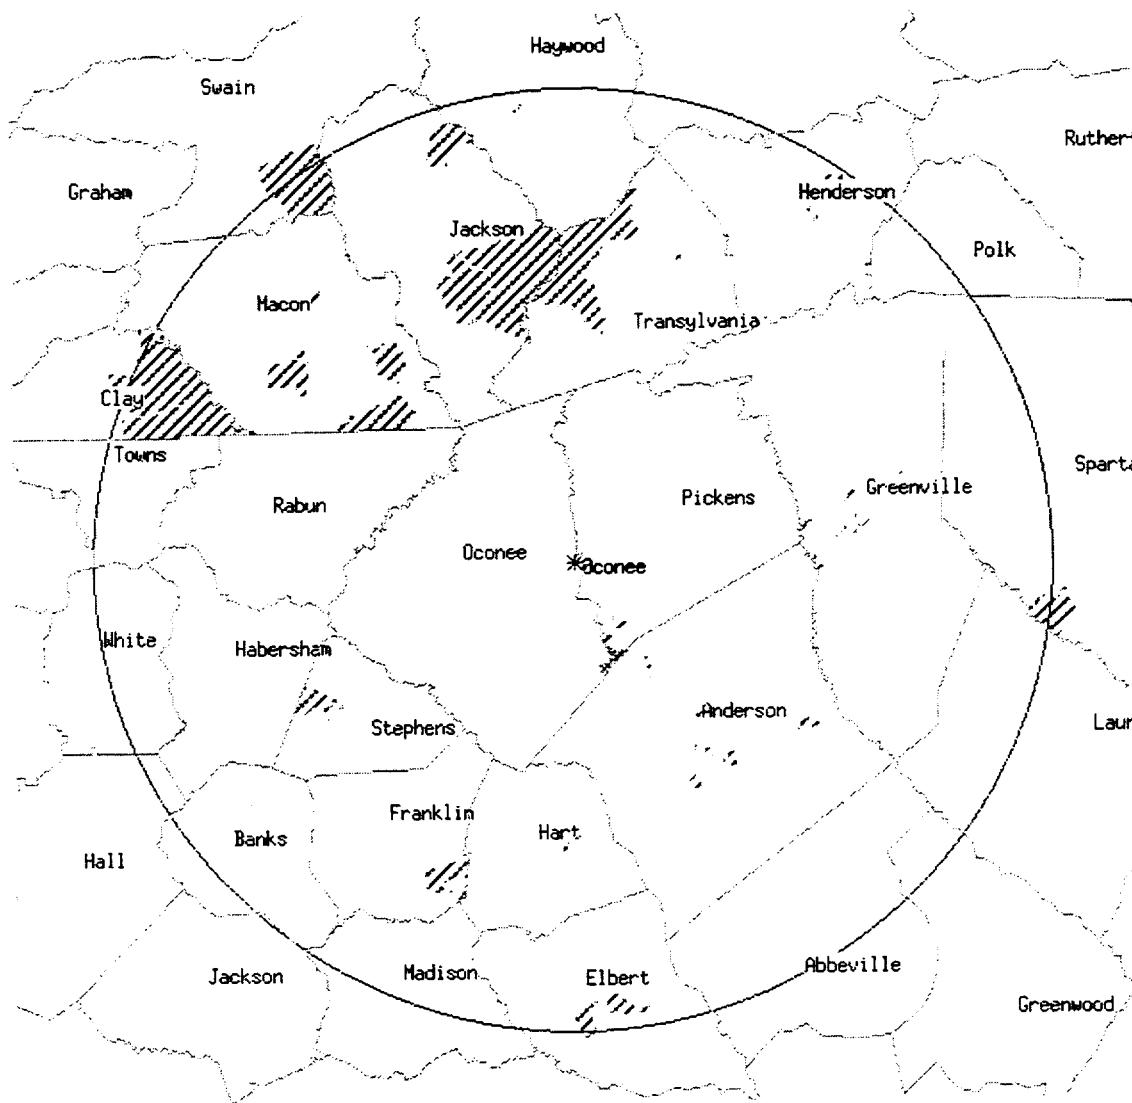 Haywood
Swain
Ruther
Graham
Henderson
Jackson
Polk
Macon
Transylvania
Clay
Towns
Sparta
Rabun
Pickens
Greenville
Oconee
Oconee
White
Habersham
Anderson
Stephens
Laur
Franklin
Banks
Hart
Hall
Jackson
Madison
Elbert
Abbeville
Greenwood